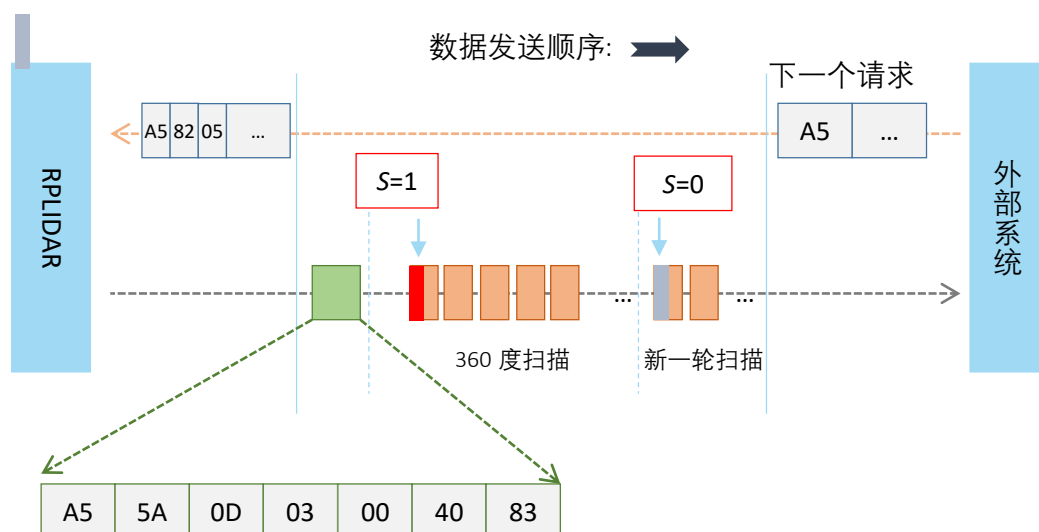 数据发送顺序:
下一个请求
A5 82 05 ...
A5 ...
RPLIDAR
外部系统
S=1
S=0
... ...
360 度扫描
新一轮扫描
A5 5A 0D 03 00 40 83